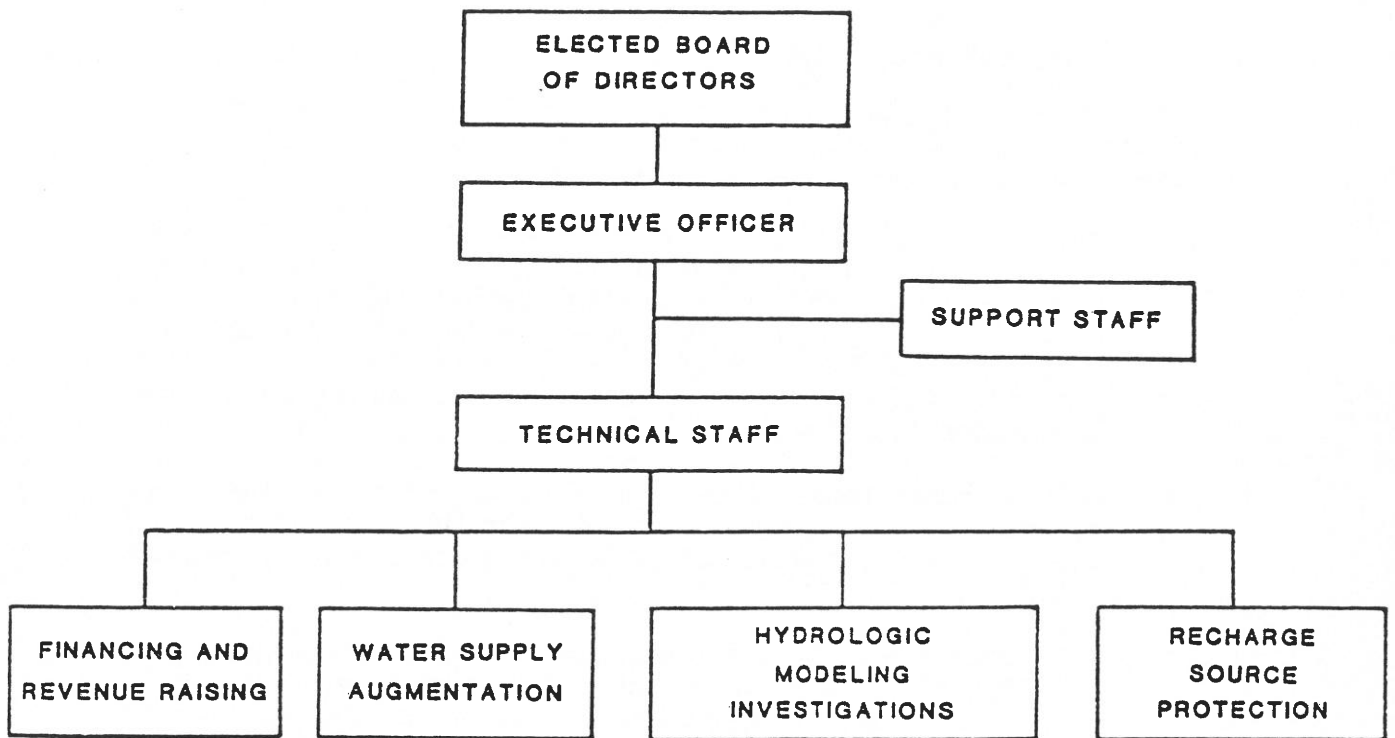 ELECTED BOARD
OF DIRECTORS
EXECUTIVE OFFICER
SUPPORT STAFF
TECHNICAL STAFF
FINANCING AND
REVENUE RAISING
WATER SUPPLY
AUGMENTATION
HYDROLOGIC
MODELING
INVESTIGATIONS
RECHARGE
SOURCE
PROTECTION